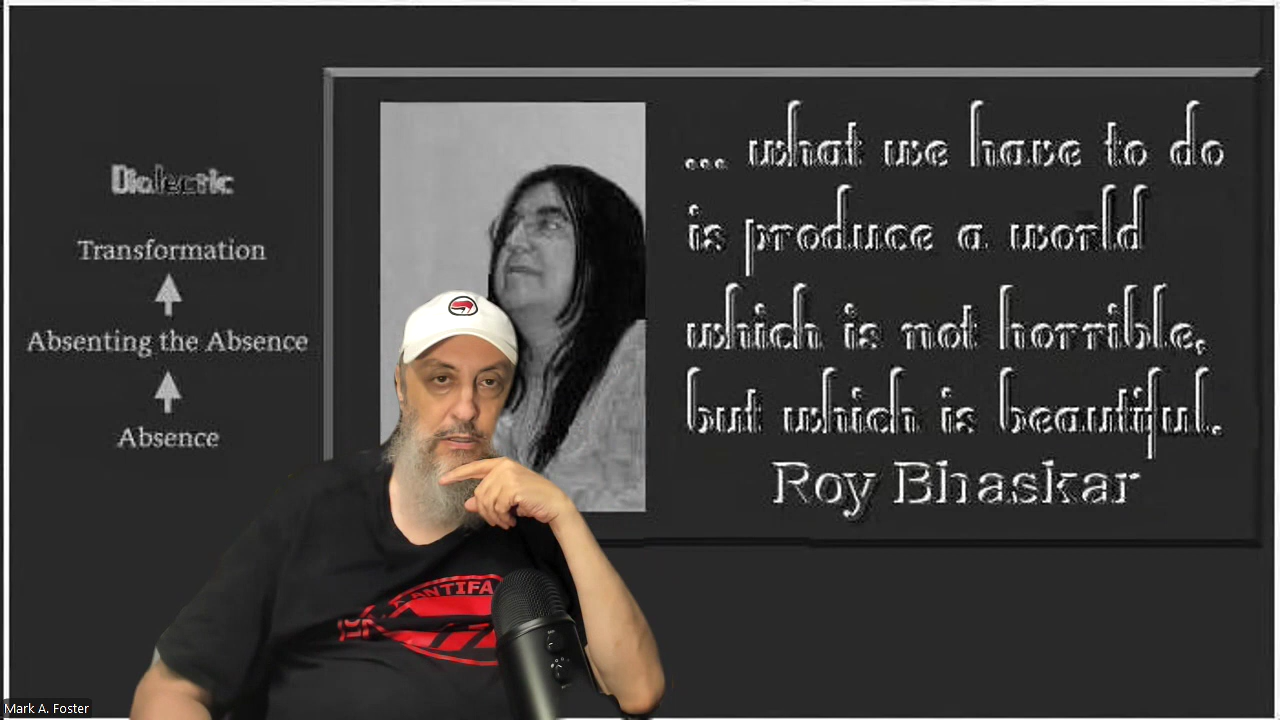 Dialectic
Transformation
Absenting the Absence
Absence
... what we have to do
is produce a world
which is not horrible,
but which is beautiful.
Roy Bhaskar
ANTIFA
Mark A. Foster